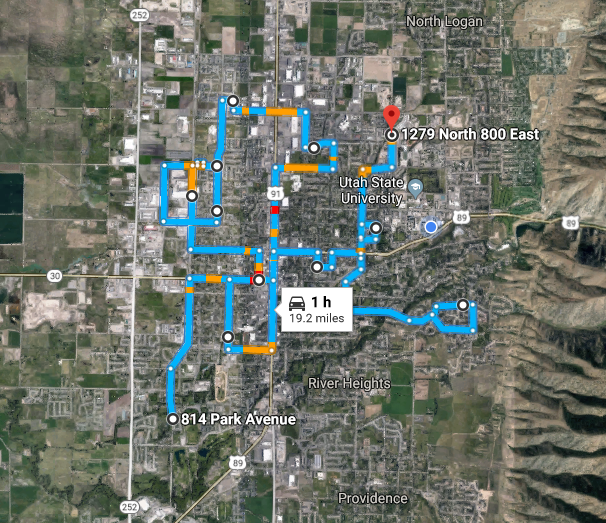 252
North Logan
1279 North 800 East
91
Utah State
University
89
89
30
1 h
19.2 miles
River Heights
814 Park Avenue
89
252
Providence